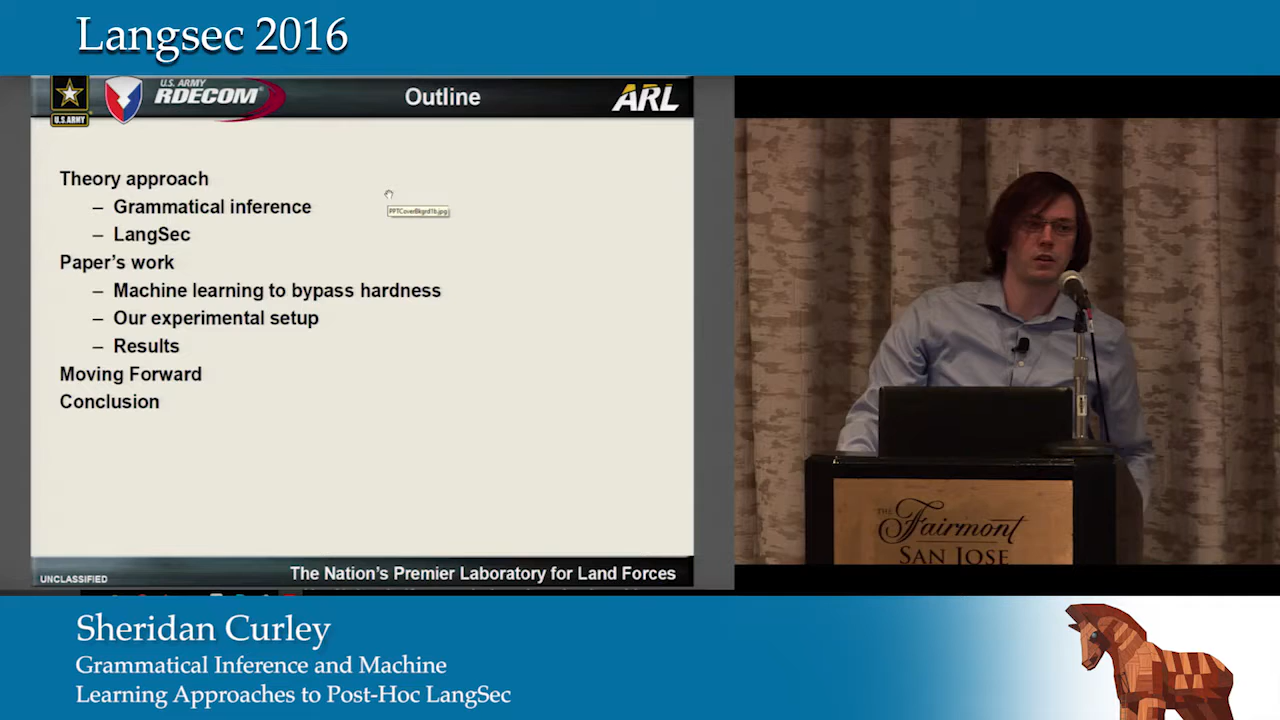 Langsec 2016
U.S. ARMY
RDECOM
U.S.ARMY
Outline
ARL
Theory approach
– Grammatical inference
– LangSec
PPTCoverBkgrd1b.jpg
Paper's work
– Machine learning to bypass hardness
– Our experimental setup
– Results
Moving Forward
Conclusion
UNCLASSIFIED
The Nation's Premier Laboratory for Land Forces
THE
Fairmont
SAN JOSE
Sheridan Curley
Grammatical Inference and Machine
Learning Approaches to Post-Hoc LangSec